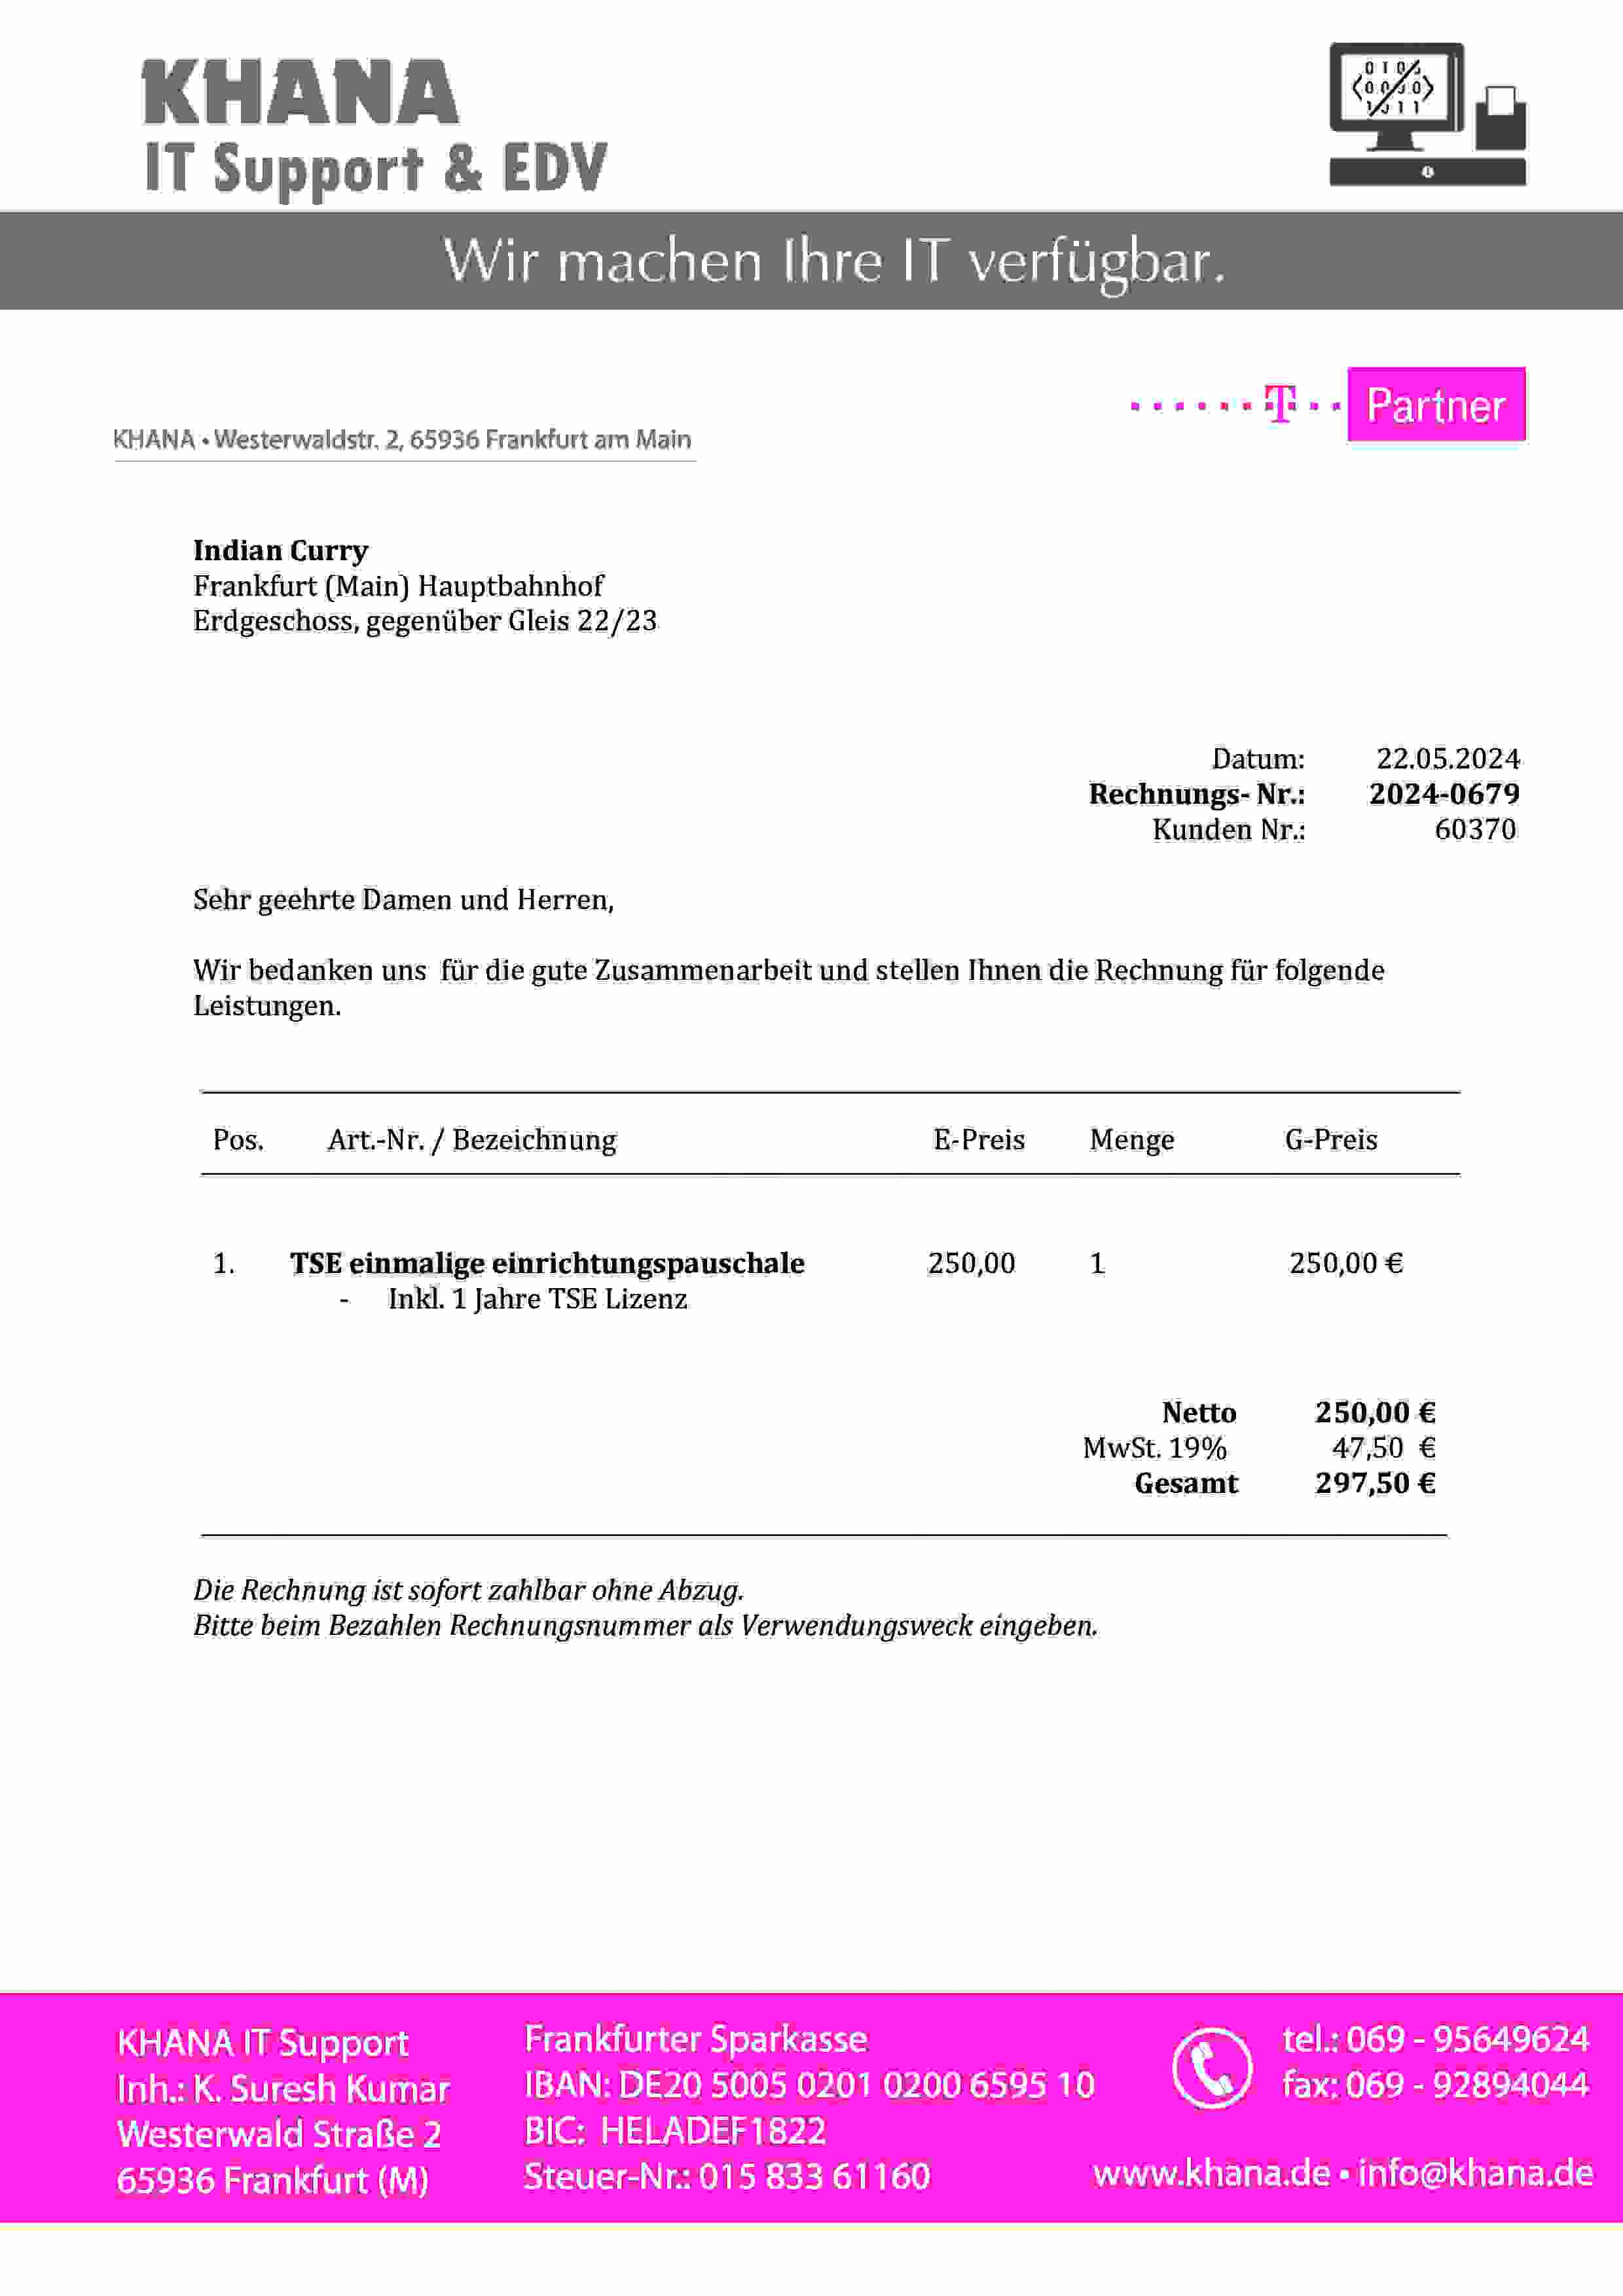 KHANA
IT Support & EDV
Wir machen Ihre IT verfügbar.
T Partner
KHANA • Westerwaldstr. 2, 65936 Frankfurt am Main
Indian Curry
Frankfurt (Main) Hauptbahnhof
Erdgeschoss, gegenüber Gleis 22/23
Datum: 22.05.2024
Rechnungs- Nr.: 2024-0679
Kunden Nr.: 60370
Sehr geehrte Damen und Herren,
Wir bedanken uns für die gute Zusammenarbeit und stellen Ihnen die Rechnung für folgende
Leistungen.
Pos. Art.-Nr. / Bezeichnung E-Preis Menge G-Preis
1. TSE einmalige einrichtungspauschale 250,00 1 250,00 €
- Inkl. 1 Jahre TSE Lizenz
Netto 250,00 €
MwSt. 19% 47,50 €
Gesamt 297,50 €
Die Rechnung ist sofort zahlbar ohne Abzug.
Bitte beim Bezahlen Rechnungsnummer als Verwendungsweck eingeben.
KHANA IT Support
Inh.: K. Suresh Kumar
Westerwald Straße 2
65936 Frankfurt (M)
Frankfurter Sparkasse
IBAN: DE20 5005 0201 0200 6595 10
BIC: HELADEF1822
Steuer-Nr.: 015 833 61160
tel.: 069 - 95649624
fax: 069 - 92894044
www.khana.de • info@khana.de